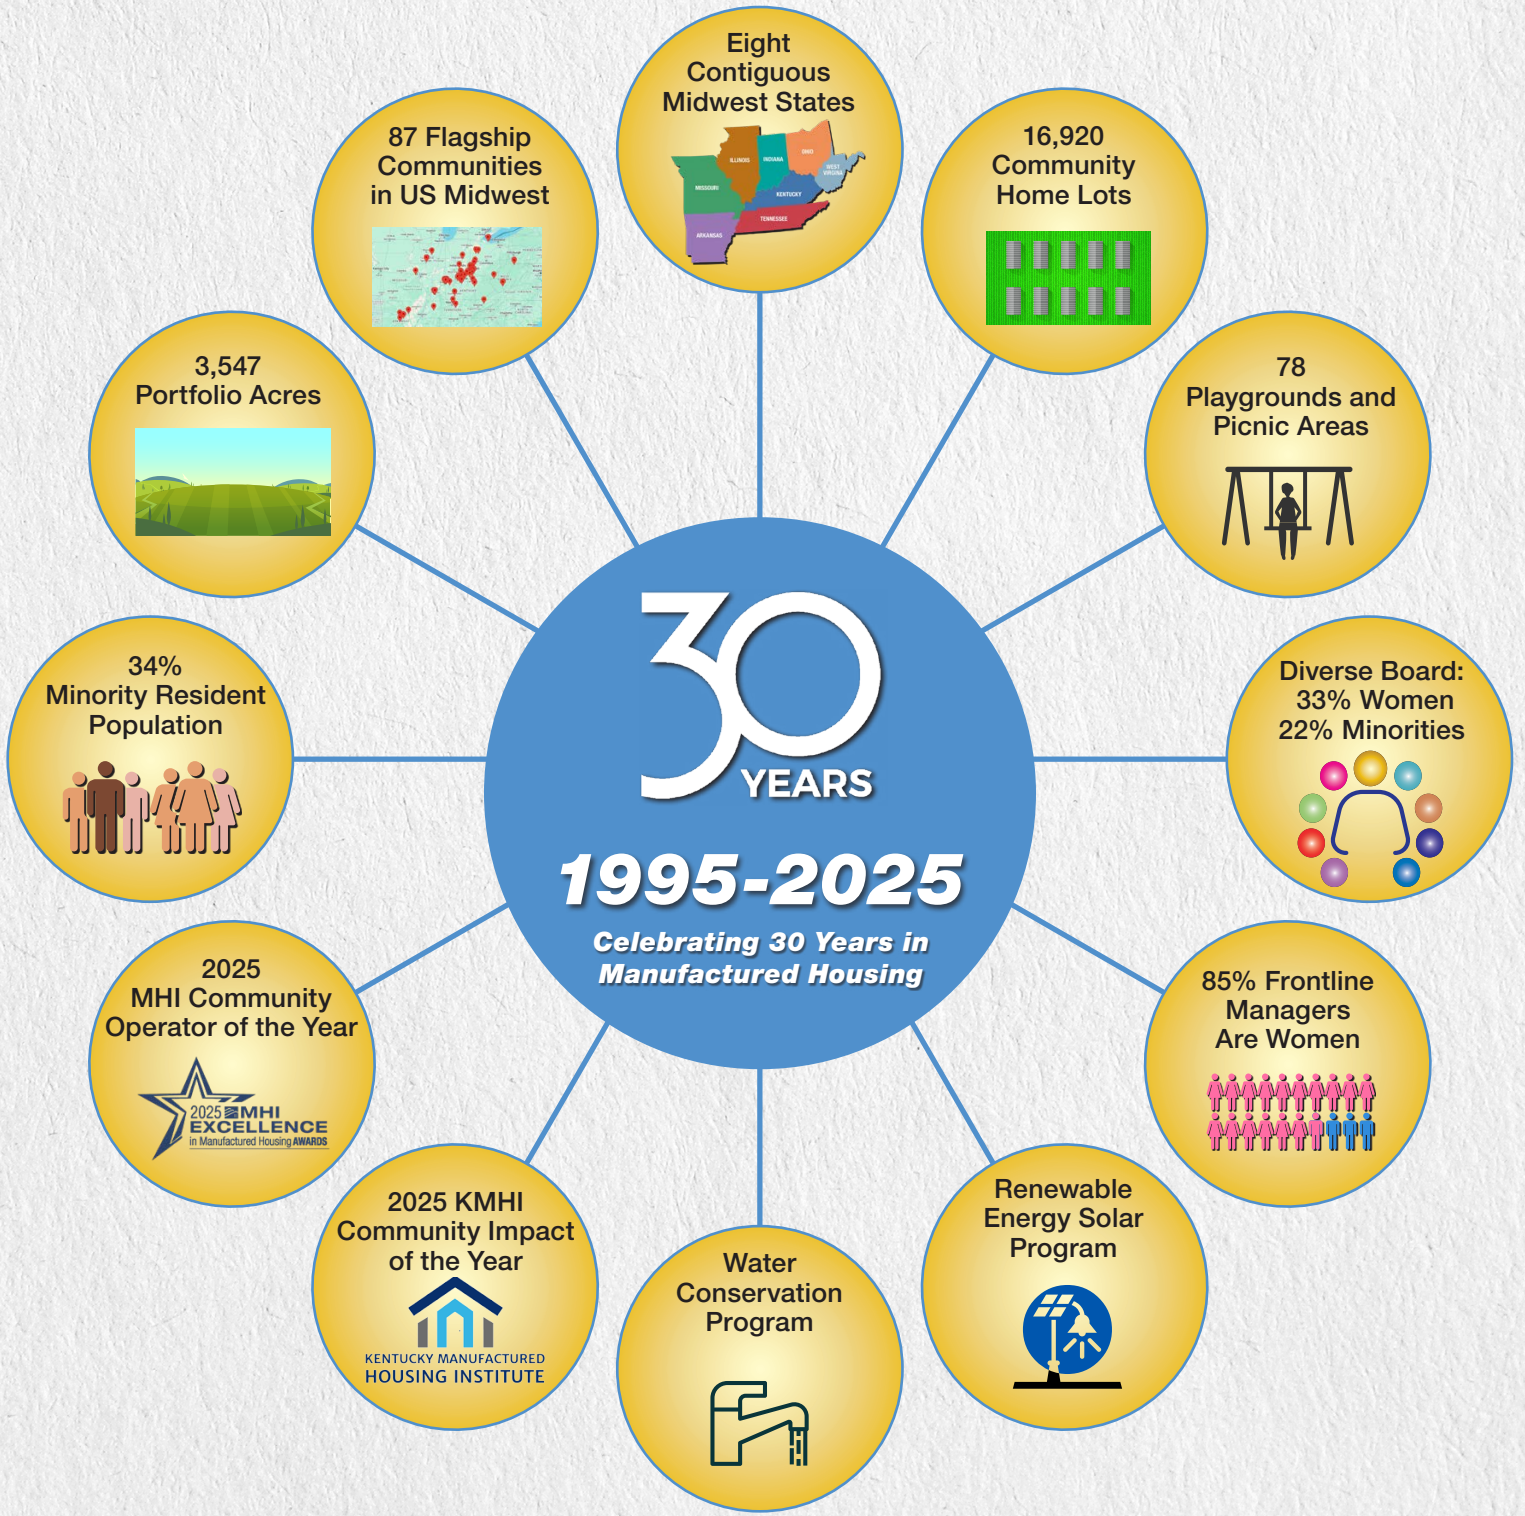 Eight
Contiguous
Midwest States
ILLINOIS
INDIANA
OHIO
WEST
VIRGINIA
MISSOURI
KENTUCKY
TENNESSEE
ARKANSAS
16,920
Community
Home Lots
78
Playgrounds and
Picnic Areas
Diverse Board:
33% Women
22% Minorities
85% Frontline
Managers
Are Women
Renewable
Energy Solar
Program
Water
Conservation
Program
2025 KMHI
Community Impact
of the Year
KENTUCKY MANUFACTURED
HOUSING INSTITUTE
2025
MHI Community
Operator of the Year
2025 MHI
EXCELLENCE
in Manufactured Housing AWARDS
34%
Minority Resident
Population
3,547
Portfolio Acres
87 Flagship
Communities
in US Midwest
30
YEARS
1995-2025
Celebrating 30 Years in
Manufactured Housing